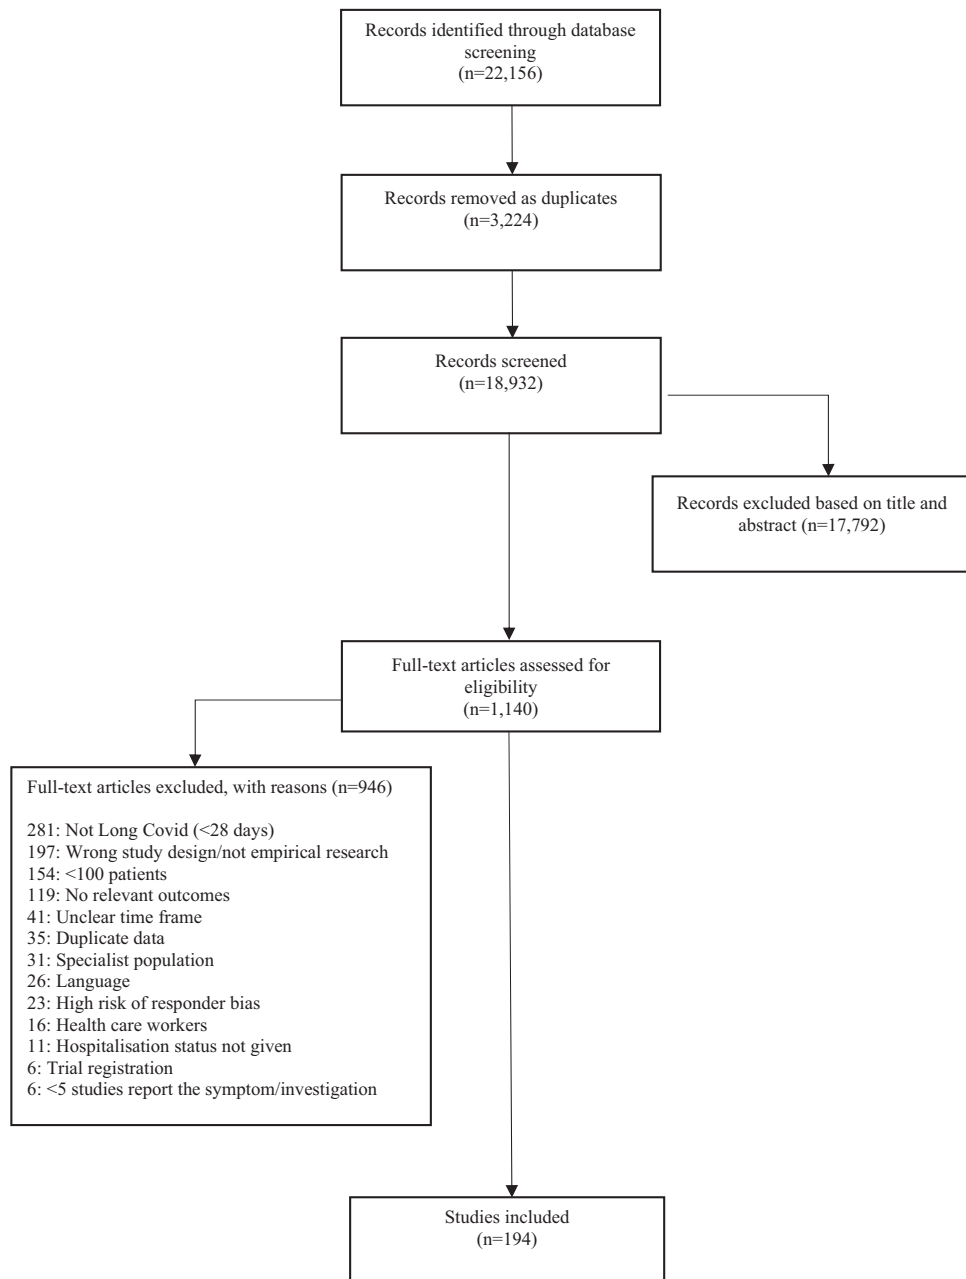 Records identified through database
screening
(n=22,156)
Records removed as duplicates
(n=3,224)
Records screened
(n=18,932)
Records excluded based on title and
abstract (n=17,792)
Full-text articles assessed for
eligibility
(n=1,140)
Full-text articles excluded, with reasons (n=946)
281: Not Long Covid (<28 days)
197: Wrong study design/not empirical research
154: <100 patients
119: No relevant outcomes
41: Unclear time frame
35: Duplicate data
31: Specialist population
26: Language
23: High risk of responder bias
16: Health care workers
11: Hospitalisation status not given
6: Trial registration
6: <5 studies report the symptom/investigation
Studies included
(n=194)